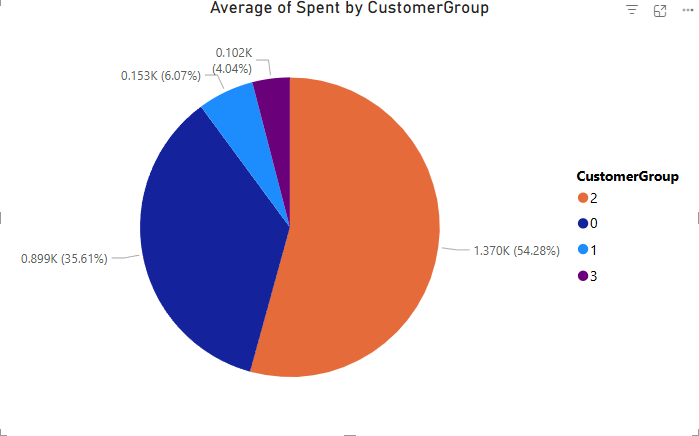 Average of Spent by CustomerGroup
0.102K
(4.04%)
0.153K (6.07%)
0.899K (35.61%)
1.370K (54.28%)
CustomerGroup
2
0
1
3